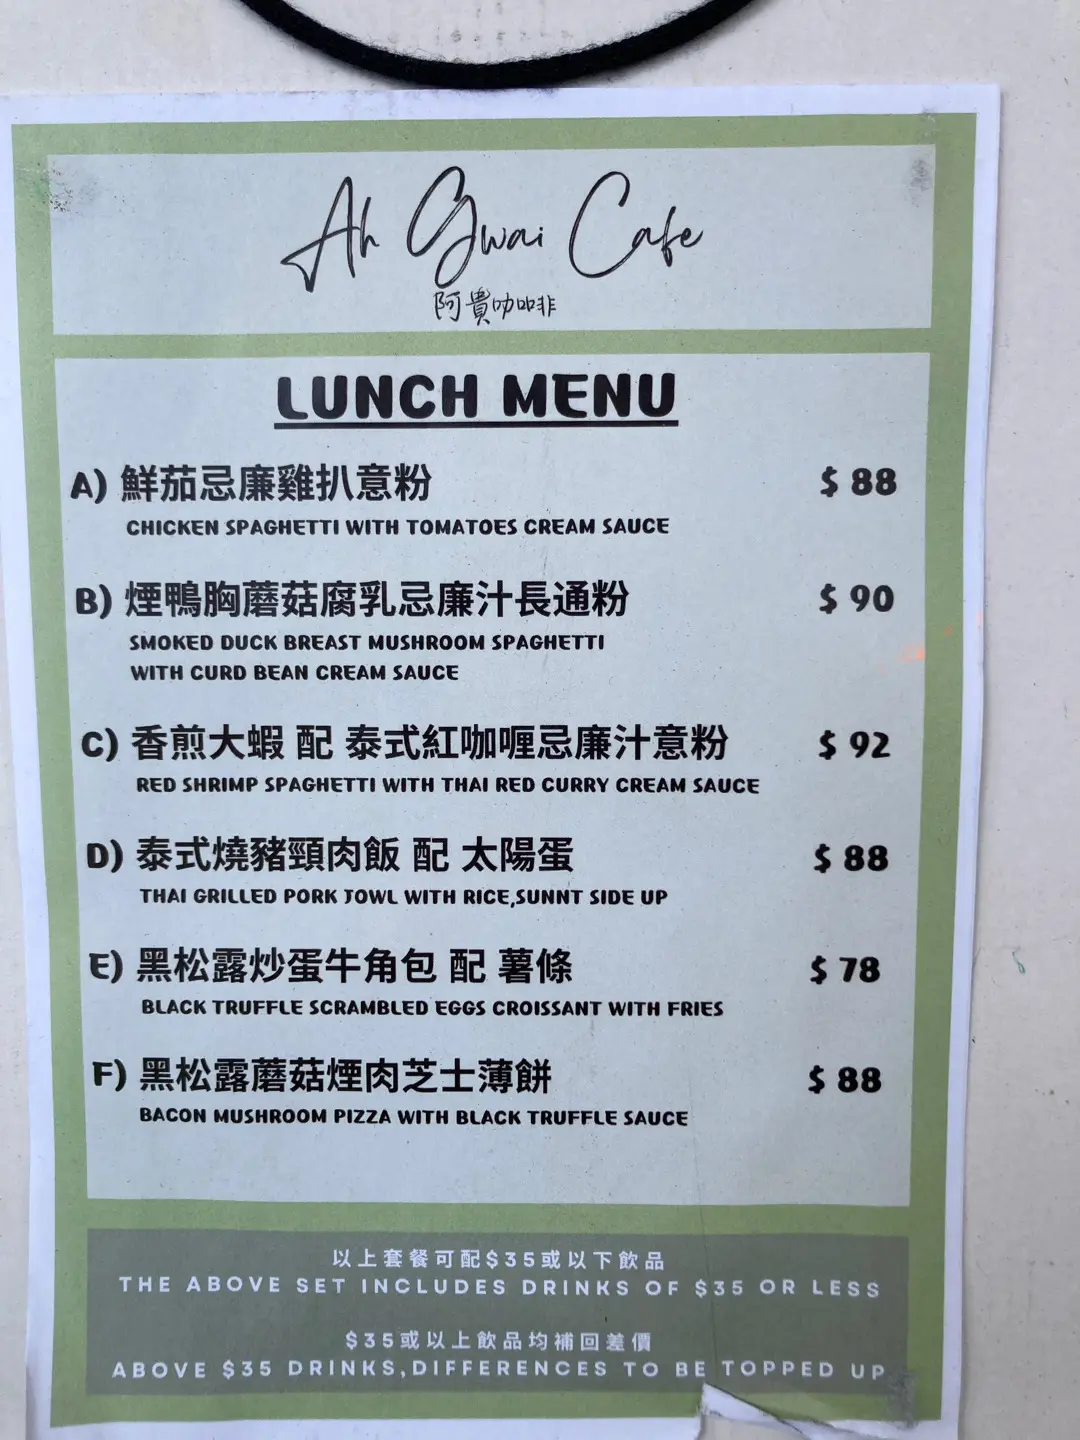 Ah Gwai Cafe
阿貴咖啡
LUNCH MENU
A) 鮮茄忌廉雞扒意粉 $ 88
CHICKEN SPAGHETTI WITH TOMATOES CREAM SAUCE
B) 煙鴨胸蘑菇腐乳忌廉汁長通粉 $ 90
SMOKED DUCK BREAST MUSHROOM SPAGHETTI
WITH CURD BEAN CREAM SAUCE
C) 香煎大蝦 配 泰式紅咖喱忌廉汁意粉 $ 92
RED SHRIMP SPAGHETTI WITH THAI RED CURRY CREAM SAUCE
D) 泰式燒豬頸肉飯 配 太陽蛋 $ 88
THAI GRILLED PORK JOWL WITH RICE,SUNNT SIDE UP
E) 黑松露炒蛋牛角包 配 薯條 $ 78
BLACK TRUFFLE SCRAMBLED EGGS CROISSANT WITH FRIES
F) 黑松露蘑菇煙肉芝士薄餅 $ 88
BACON MUSHROOM PIZZA WITH BLACK TRUFFLE SAUCE
以上套餐可配$35或以下飲品
THE ABOVE SET INCLUDES DRINKS OF $35 OR LESS
$35或以上飲品均補回差價
ABOVE $35 DRINKS,DIFFERENCES TO BE TOPPED UP